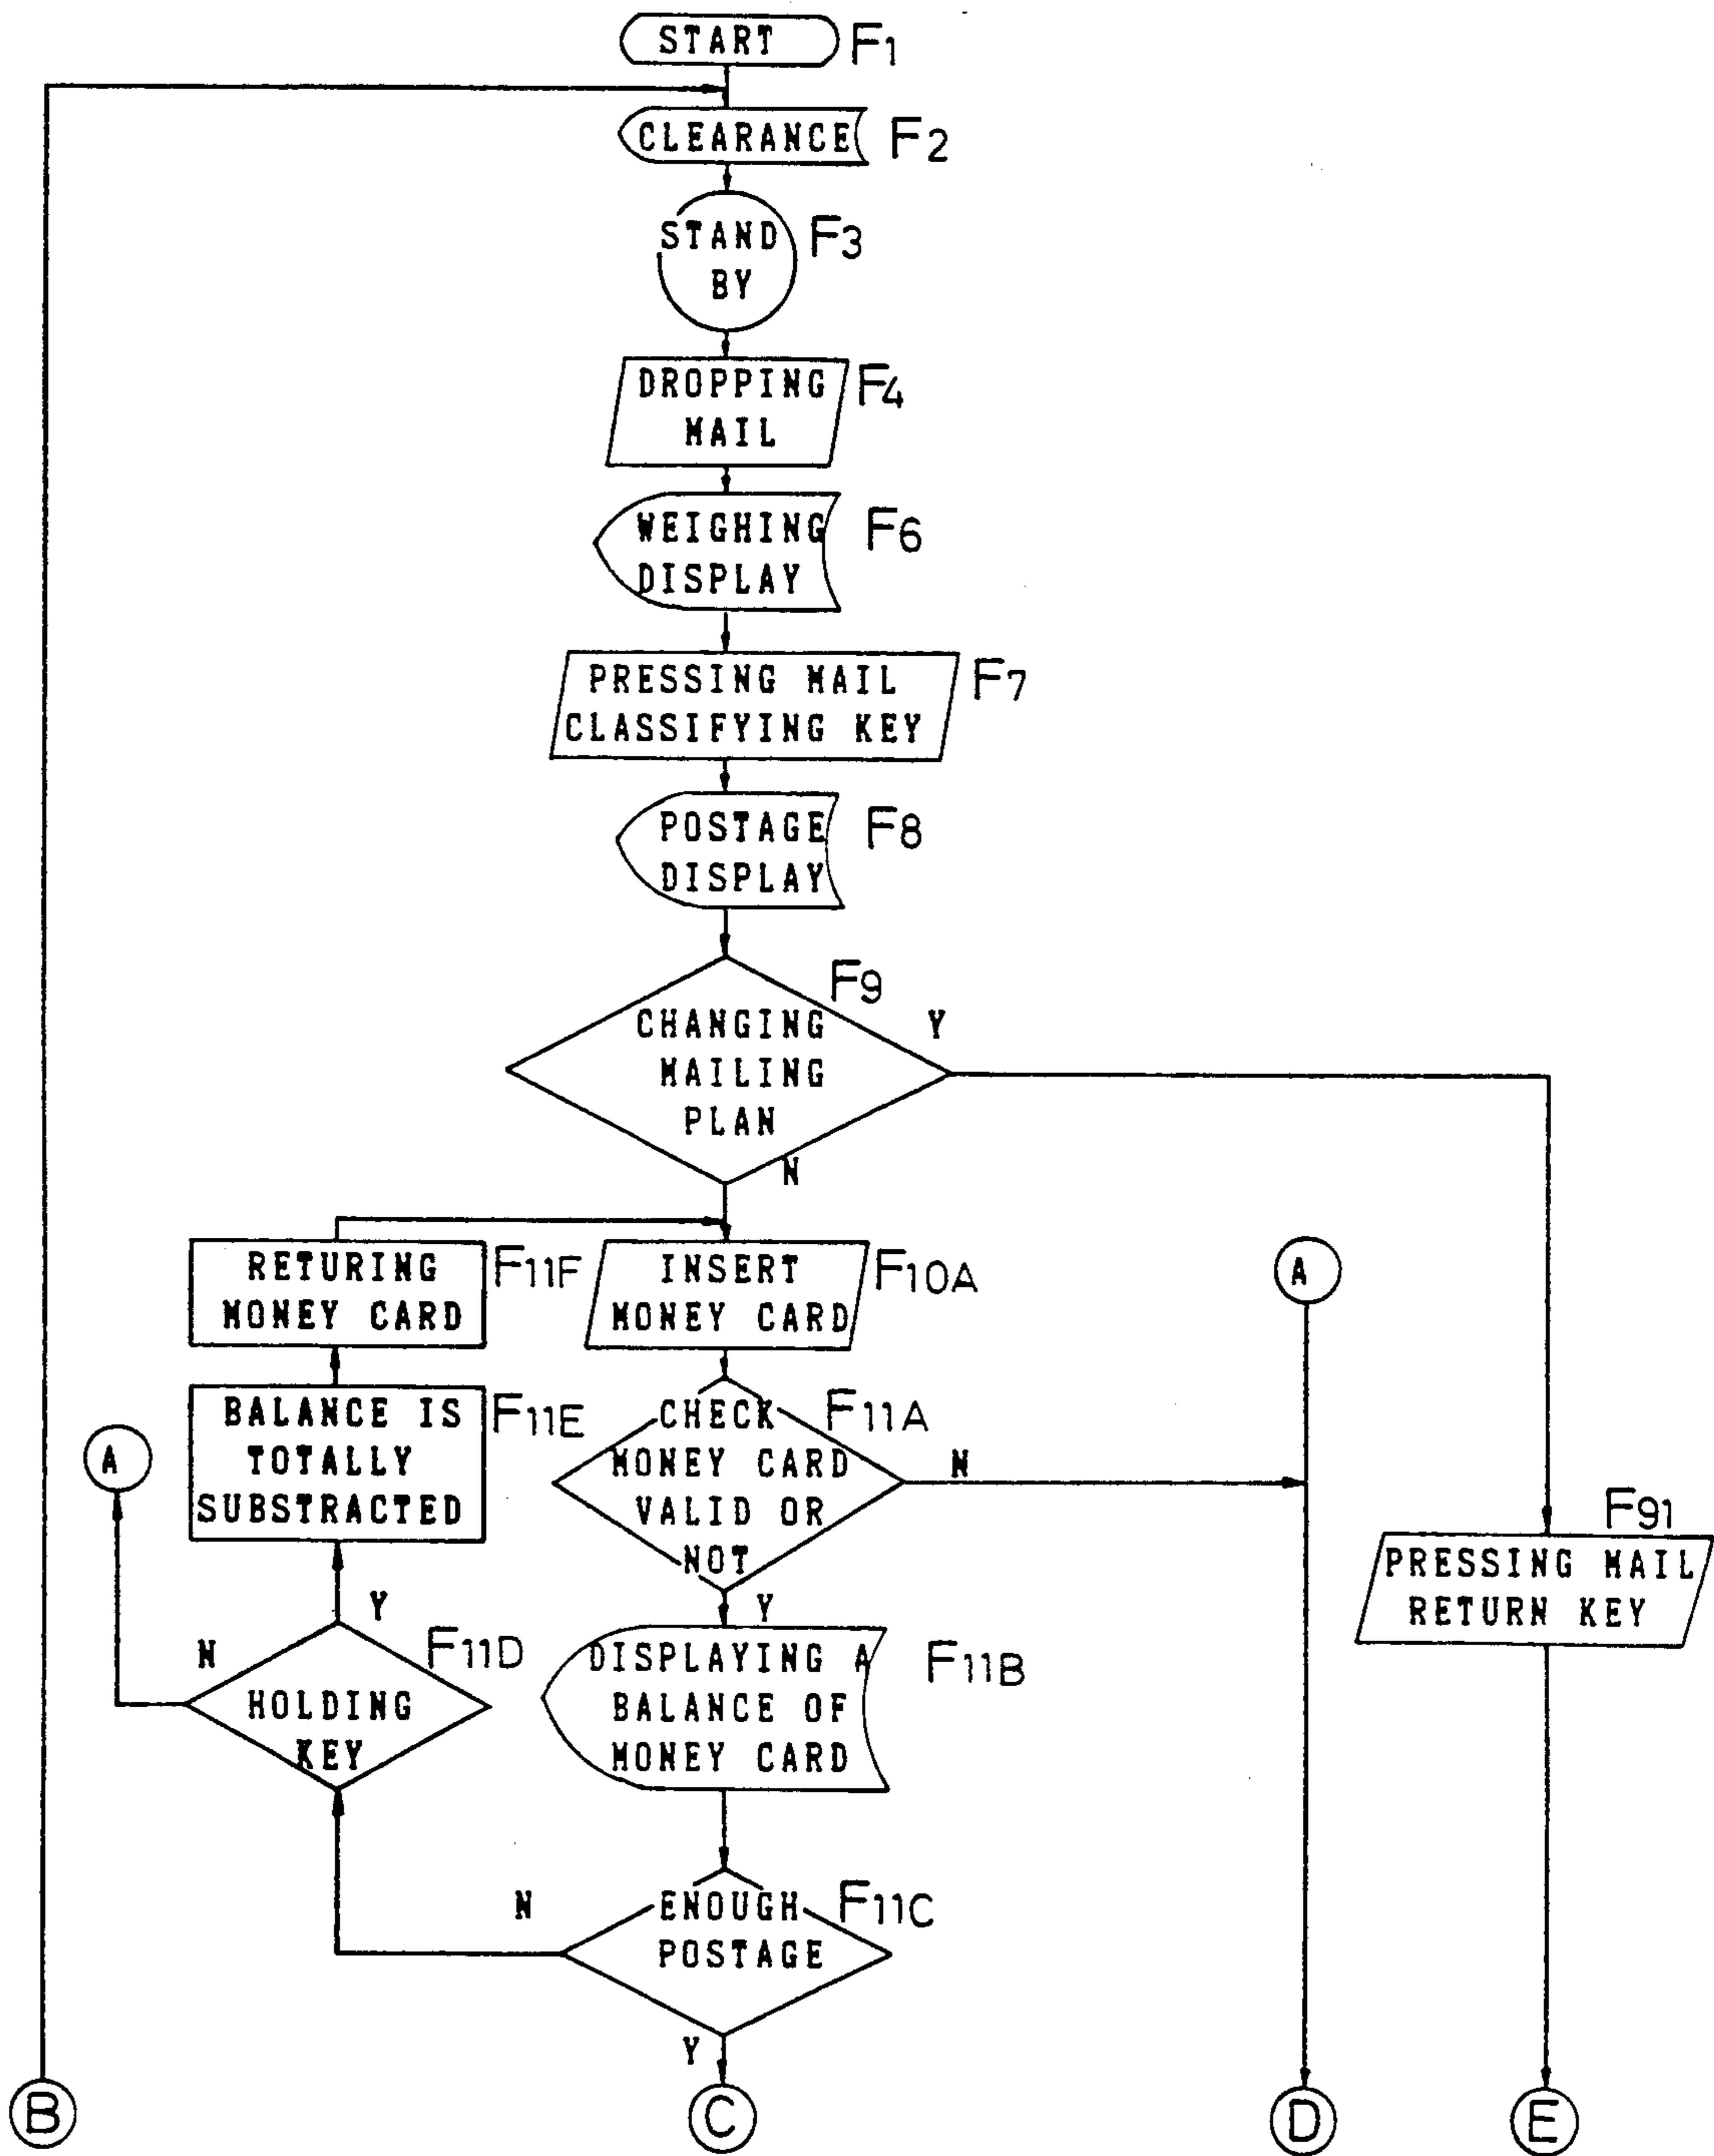 START F1
CLEARANCE F2
STAND F3
BY
DROPPING F4
MAIL
WEIGHING F6
DISPLAY
PRESSING MAIL F7
CLASSIFYING KEY
POSTAGE F8
DISPLAY
F9
CHANGING Y
MAILING
PLAN
N
RETURING F11F
MONEY CARD
INSERT F10A
MONEY CARD
A
BALANCE IS F11E
TOTALLY
SUBSTRACTED
A
CHECK F11A
MONEY CARD N
VALID OR
NOT
Y
F91
PRESSING MAIL
RETURN KEY
Y
N F11D
HOLDING
KEY
DISPLAYING A F11B
BALANCE OF
MONEY CARD
N ENOUGH F11C
POSTAGE
Y
B
C
D
E